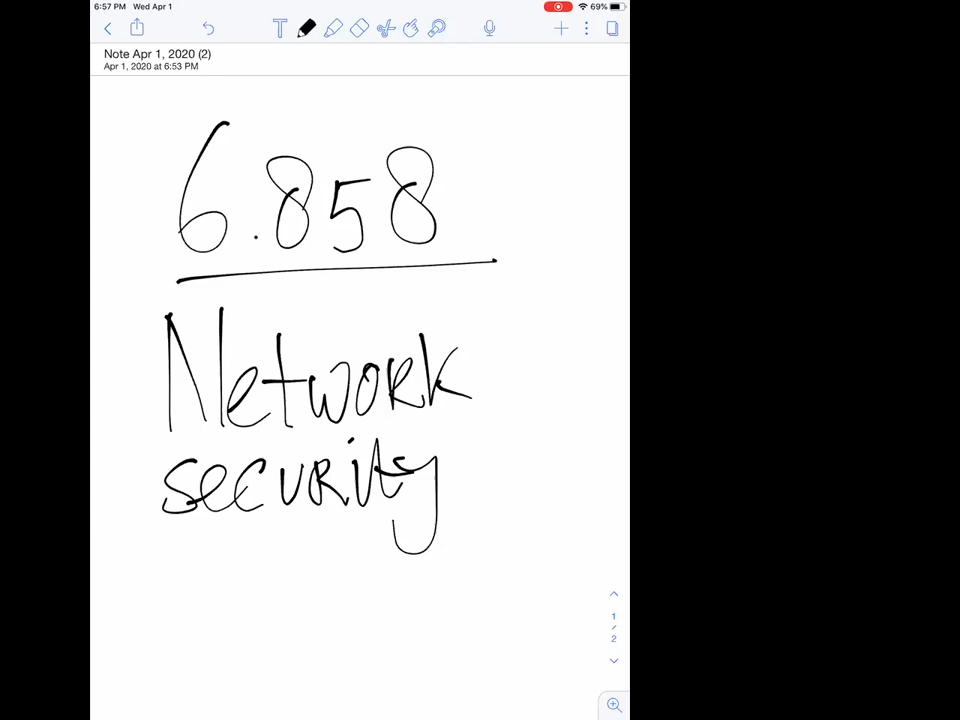 6:57 PM Wed Apr 1 69%
Note Apr 1, 2020 (2)
Apr 1, 2020 at 6:53 PM
6.858
Network
security
1
/
2